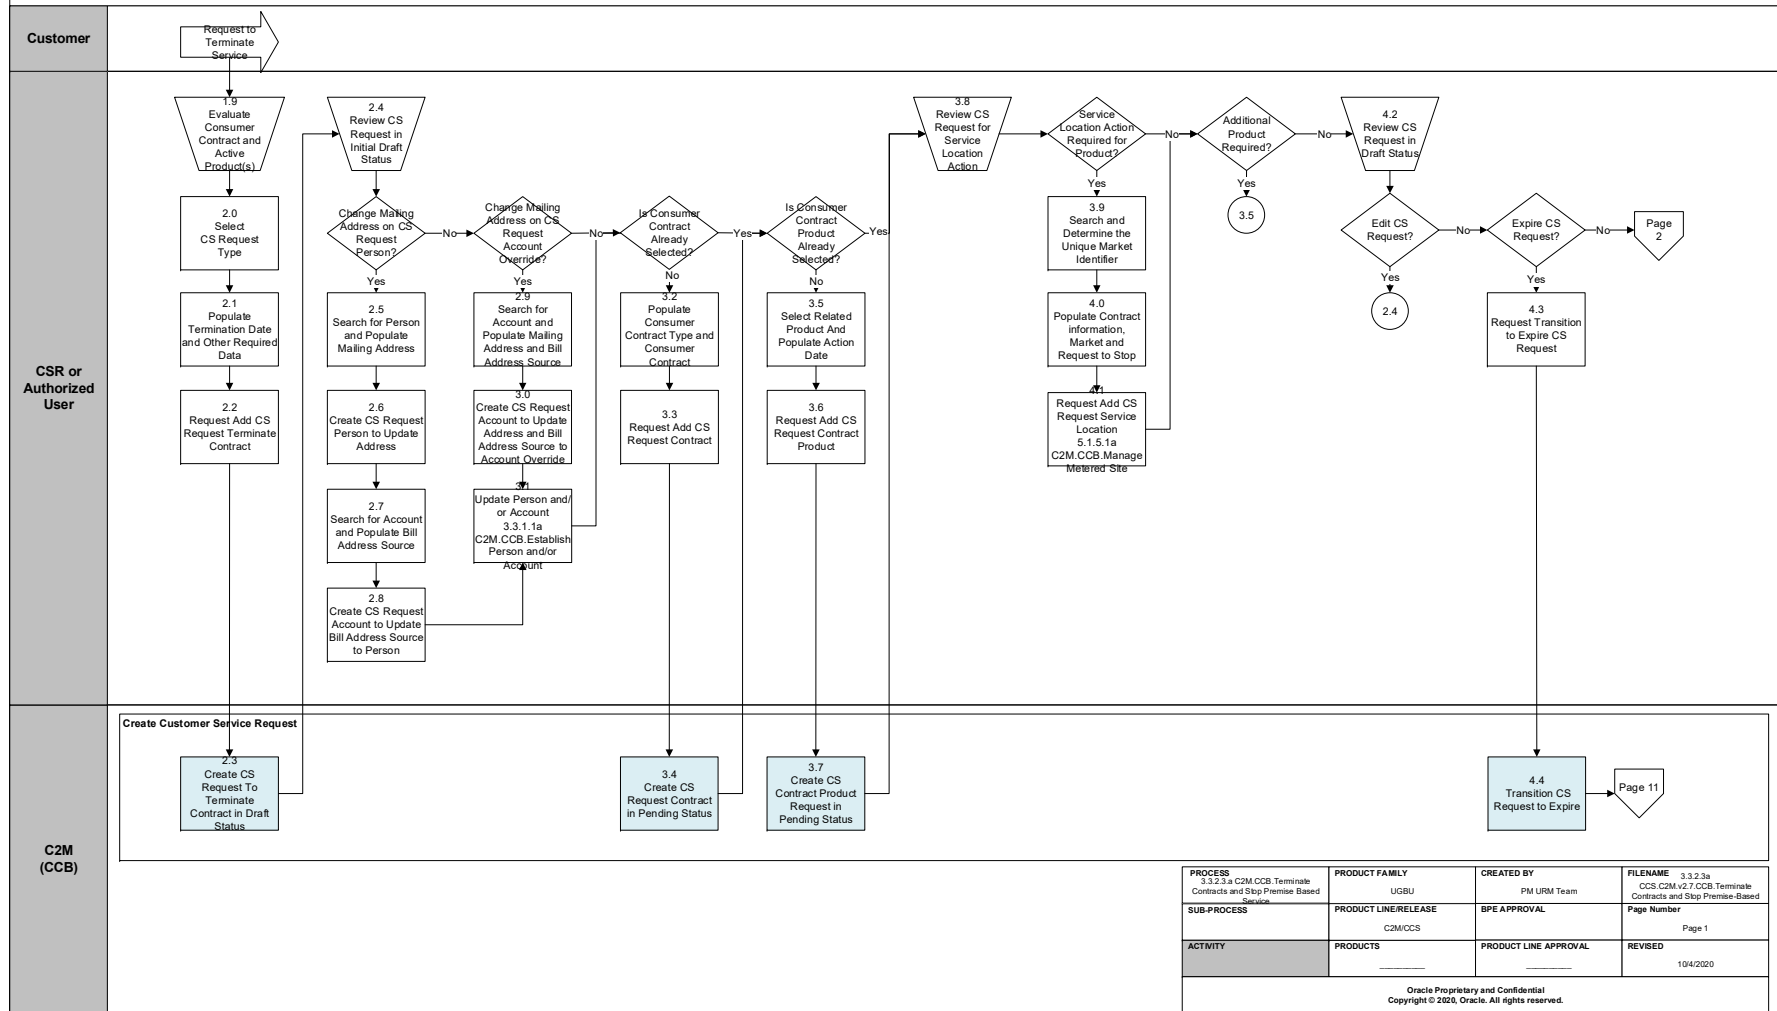 Customer
Request to
Terminate
Service
CSR or
Authorized
User
1.9
Evaluate
Consumer
Contract and
Active
Product(s)
2.0
Select
CS Request
Type
2.1
Populate
Termination Date
and Other Required
Data
2.2
Request Add CS
Request Terminate
Contract
2.4
Review CS
Request in
Initial Draft
Status
Change Mailing
Address on CS
Request
Person?
No
Yes
2.5
Search for Person
and Populate
Mailing Address
2.6
Create CS Request
Person to Update
Address
2.7
Search for Account
and Populate Bill
Address Source
2.8
Create CS Request
Account to Update
Bill Address Source
to Person
Change Mailing
Address on CS
Request
Account
Override?
No
Yes
2.9
Search for
Account and
Populate Mailing
Address and Bill
Address Source
3.0
Create CS Request
Account to Update
Address and Bill
Address Source to
Account Override
3.1
Update Person and/
or Account
3.3.1.1a
C2M.CCB.Establish
Person and/or
Account
Is Consumer
Contract
Already
Selected?
Yes
No
3.2
Populate
Consumer
Contract Type and
Consumer
Contract
3.3
Request Add CS
Request Contract
Is Consumer
Contract
Product
Already
Selected?
Yes
No
3.5
Select Related
Product And
Populate Action
Date
3.6
Request Add CS
Request Contract
Product
3.8
Review CS
Request for
Service
Location
Action
Service
Location Action
Required for
Product?
No
Yes
3.9
Search and
Determine the
Unique Market
Identifier
4.0
Populate Contract
information,
Market and
Request to Stop
4.1
Request Add CS
Request Service
Location
5.1.5.1a
C2M.CCB.Manage
Metered Site
Additional
Product
Required?
No
Yes
3.5
4.2
Review CS
Request in
Draft Status
Edit CS
Request?
No
Yes
2.4
Expire CS
Request?
No
Yes
Page
2
4.3
Request Transition
to Expire CS
Request
C2M
(CCB)
Create Customer Service Request
2.3
Create CS
Request To
Terminate
Contract in Draft
Status
3.4
Create CS
Request Contract
in Pending Status
3.7
Create CS
Contract Product
Request in
Pending Status
4.4
Transition CS
Request to Expire
Page 11
PROCESS
3.3.2.3.a C2M.CCB.Terminate
Contracts and Stop Premise Based
Service
PRODUCT FAMILY
UGBU
CREATED BY
PM URM Team
FILENAME 3.3.2.3a
CCS.C2M.v2.7.CCB.Terminate
Contracts and Stop Premise-Based
SUB-PROCESS
PRODUCT LINE/RELEASE
C2M/CCS
BPE APPROVAL
Page Number
Page 1
ACTIVITY
PRODUCTS
PRODUCT LINE APPROVAL
REVISED
10/4/2020
Oracle Proprietary and Confidential
Copyright © 2020, Oracle. All rights reserved.